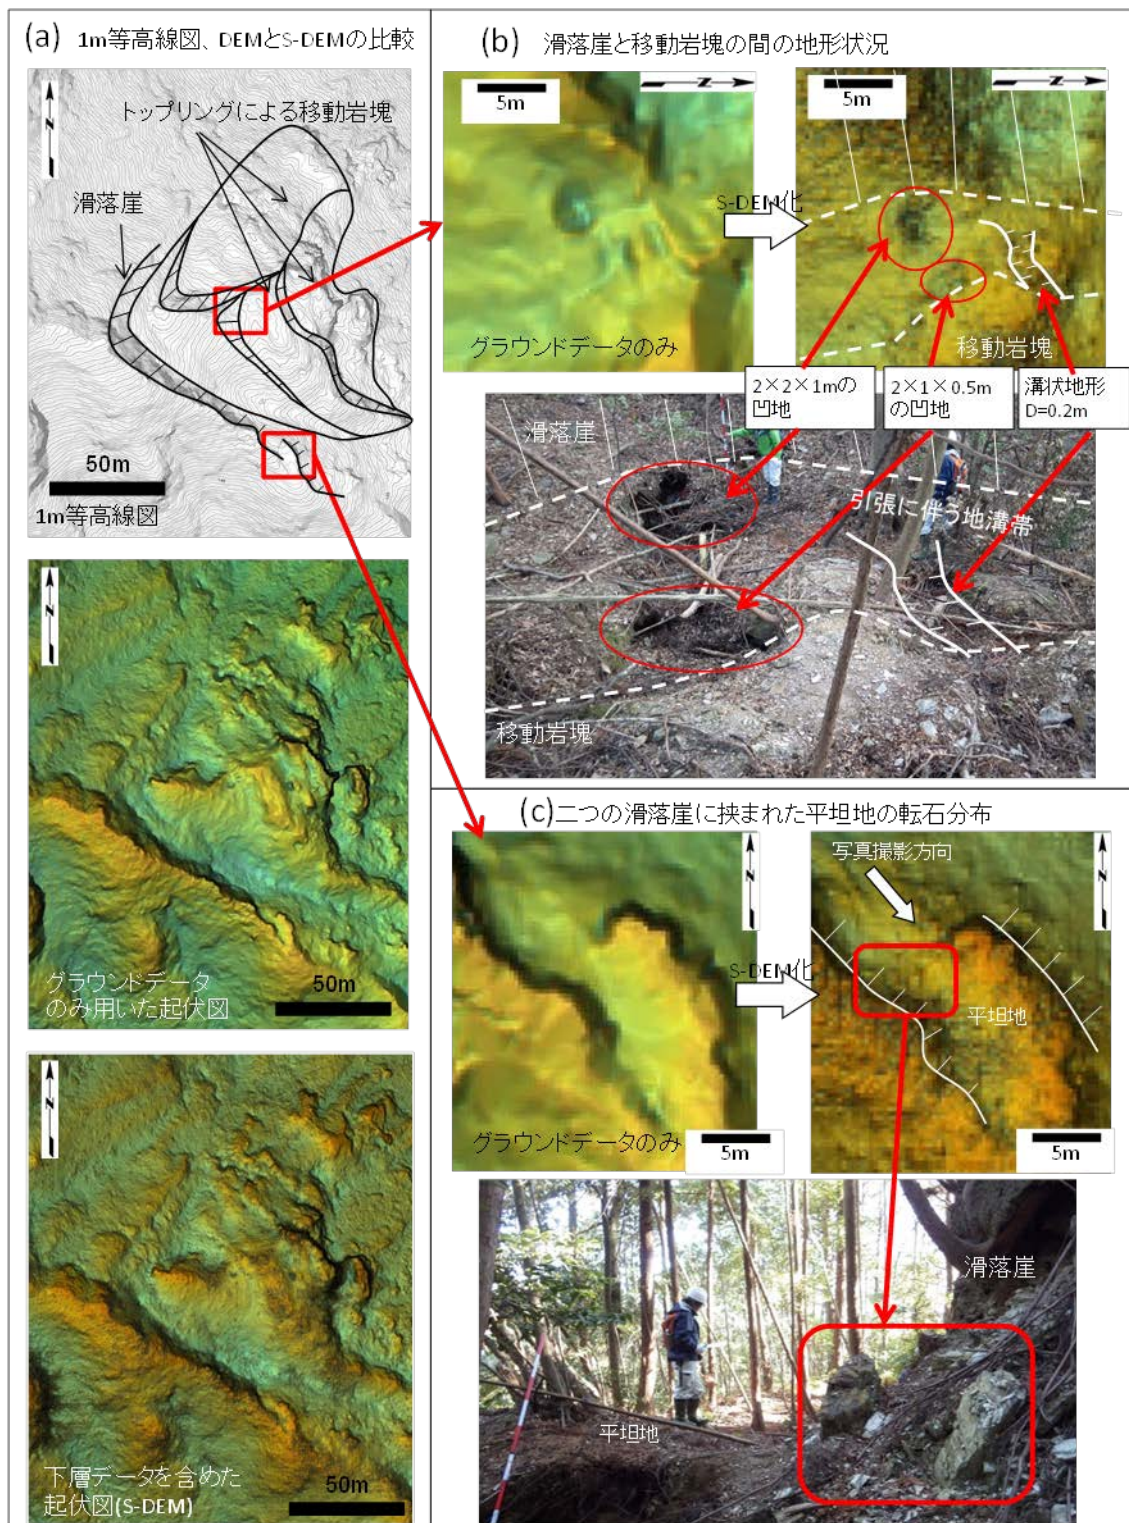 (a) 1m等高線図、DEMとS-DEMの比較
N
トップリングによる移動岩塊
滑落崖
50m
1m等高線図
N
グラウンドデータ
のみ用いた起伏図
50m
N
下層データを含めた
起伏図(S-DEM)
50m
(b) 滑落崖と移動岩塊の間の地形状況
5m
N
グラウンドデータのみ
S-DEM化
5m
N
移動岩塊
2×2×1mの
凹地
2×1×0.5m
の凹地
溝状地形
D=0.2m
滑落崖
引張に伴う地溝帯
移動岩塊
(c)二つの滑落崖に挟まれた平坦地の転石分布
N
グラウンドデータのみ
5m
S-DEM化
写真撮影方向
N
平坦地
5m
滑落崖
平坦地